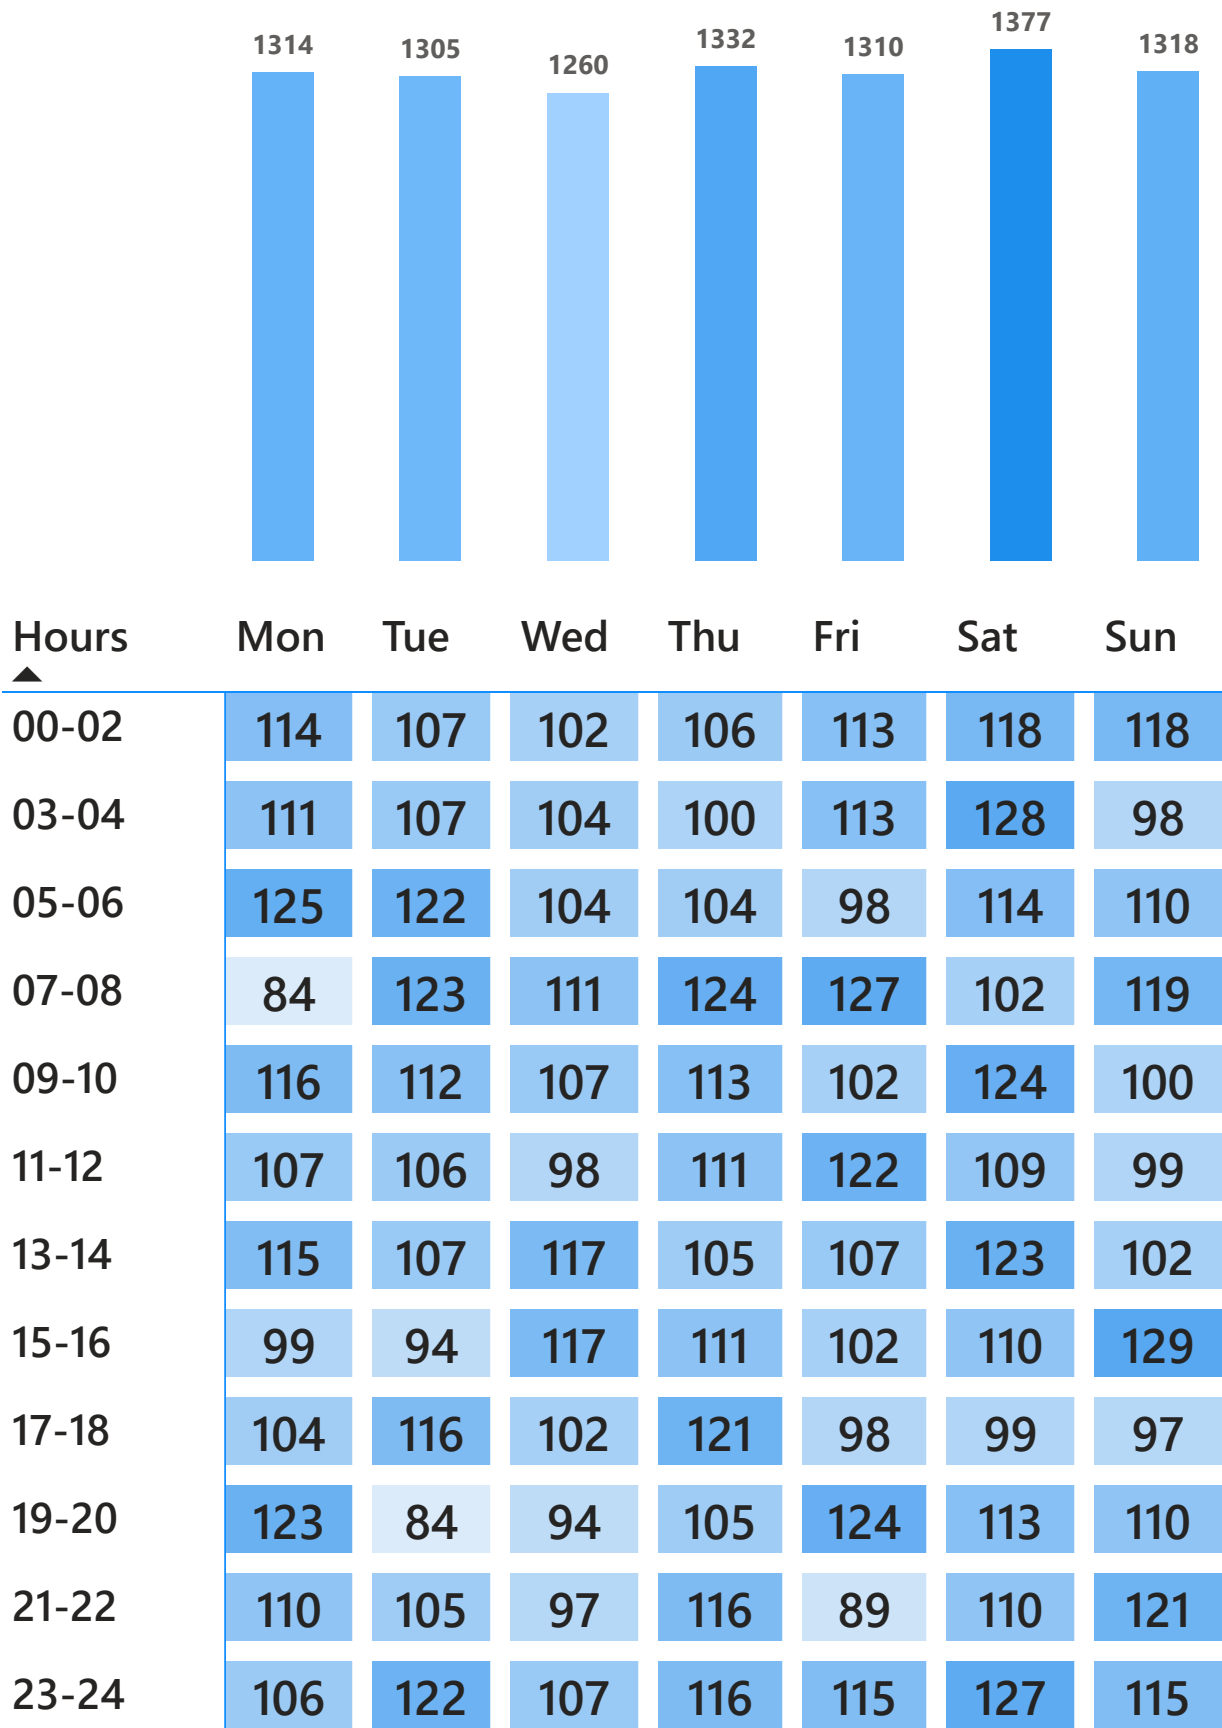 1314 1305 1260 1332 1310 1377 1318
Hours Mon Tue Wed Thu Fri Sat Sun
00-02 114 107 102 106 113 118 118
03-04 111 107 104 100 113 128 98
05-06 125 122 104 104 98 114 110
07-08 84 123 111 124 127 102 119
09-10 116 112 107 113 102 124 100
11-12 107 106 98 111 122 109 99
13-14 115 107 117 105 107 123 102
15-16 99 94 117 111 102 110 129
17-18 104 116 102 121 98 99 97
19-20 123 84 94 105 124 113 110
21-22 110 105 97 116 89 110 121
23-24 106 122 107 116 115 127 115